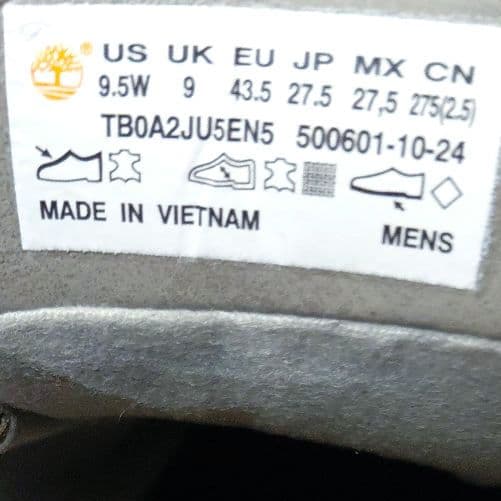 ® US UK EU JP MX CN
9.5W 9 43.5 27.5 27,5 275(2.5)
TB0A2JU5EN5 500601-10-24
MADE IN VIETNAM MENS